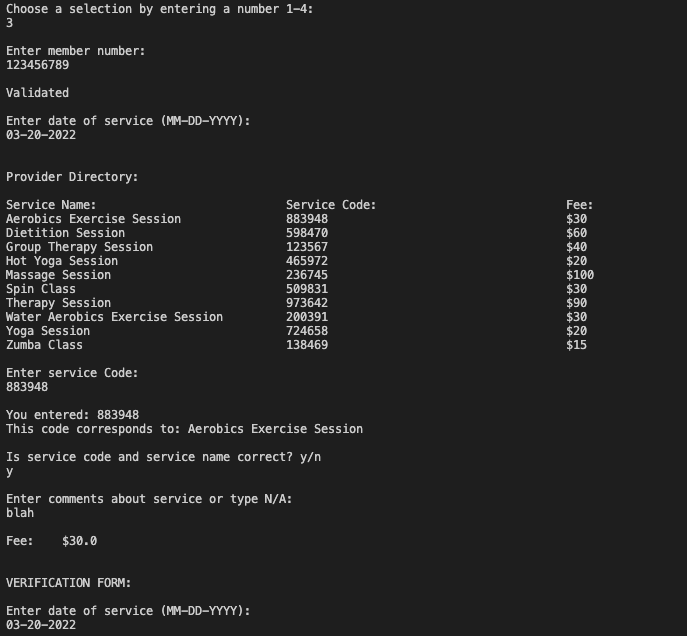 Choose a selection by entering a number 1-4:
3
Enter member number:
123456789
Validated
Enter date of service (MM-DD-YYYY):
03-20-2022
Provider Directory:
Service Name: Service Code: Fee:
Aerobics Exercise Session 883948 $30
Dietition Session 598470 $60
Group Therapy Session 123567 $40
Hot Yoga Session 465972 $20
Massage Session 236745 $100
Spin Class 509831 $30
Therapy Session 973642 $90
Water Aerobics Exercise Session 200391 $30
Yoga Session 724658 $20
Zumba Class 138469 $15
Enter service Code:
883948
You entered: 883948
This code corresponds to: Aerobics Exercise Session
Is service code and service name correct? y/n
y
Enter comments about service or type N/A:
blah
Fee: $30.0
VERIFICATION FORM:
Enter date of service (MM-DD-YYYY):
03-20-2022